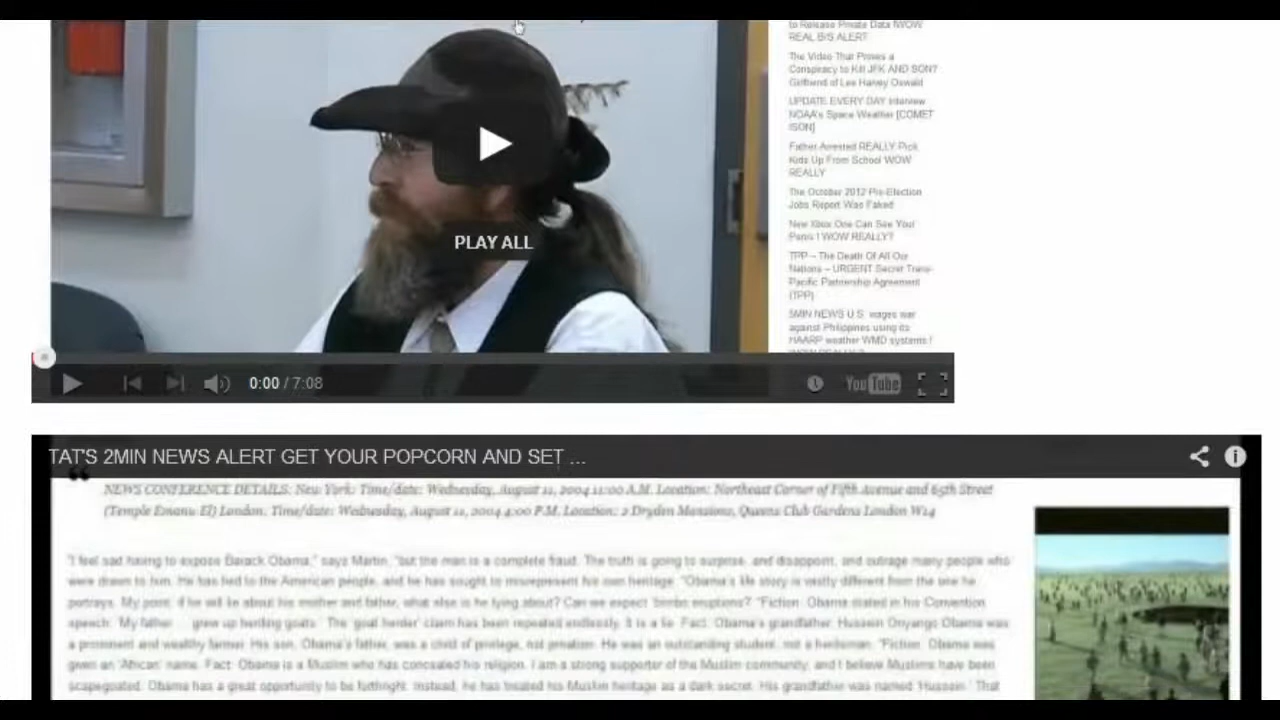 to Release Private Data !WOW
REAL B/S ALERT
The Video That Proves a
Conspiracy to Kill JFK AND SON?
Girlfriend of Lee Harvey Oswald
UPDATE EVERY DAY Interview
NOAA's Space Weather [COMET
ISON]
Father Arrested REALLY Pick
Kids Up From School WOW
REALLY
The October 2012 Pre-Election
Jobs Report Was Faked
New Xbox One Can See Your
Penis ! WOW REALLY?
TPP – The Death Of All Our
Nations – URGENT Secret Trans-
Pacific Partnership Agreement
(TPP)
5MIN NEWS U.S. wages war
against Philippines using its
HAARP weather WMD systems !
PLAY ALL
0:00 / 7:08
YouTube
TAT'S 2MIN NEWS ALERT GET YOUR POPCORN AND SET ...
NEWS CONFERENCE DETAILS: New York: Time/date: Wednesday, August 11, 2004 11:00 A.M. Location: Northeast Corner of Fifth Avenue and 65th Street
(Temple Emanu-El) London. Time/date: Wednesday, August 11, 2004 4:00 P.M. Location: 2 Dryden Mansions, Queens Club Gardens London W14
"I feel sad having to expose Barack Obama," says Martin, "but the man is a complete fraud. The truth is going to surprise, and disappoint, and outrage many people who
were drawn to him. He has lied to the American people, and he has sought to misrepresent his own heritage. "Obama's life story is vastly different from the one he
portrays. My point: if he will lie about his mother and father, what else is he lying about? Can we expect 'bimbo eruptions?' "Fiction: Obama stated in his Convention
speech: 'My father grew up herding goats.' The 'goat herder' claim has been repeated endlessly. It is a lie. Fact: Obama's grandfather, Hussein Onyango Obama was
a prominent and wealthy farmer. His son, Obama's father, was a child of privilege, not privation. He was an outstanding student, not a herdsman. "Fiction: Obama was
given an 'African' name. Fact: Obama is a Muslim who has concealed his religion. I am a strong supporter of the Muslim community, and I believe Muslims have been
scapegoated. Obama has a great opportunity to be forthright. Instead, he has treated his Muslim heritage as a dark secret. His grandfather was named 'Hussein.' That